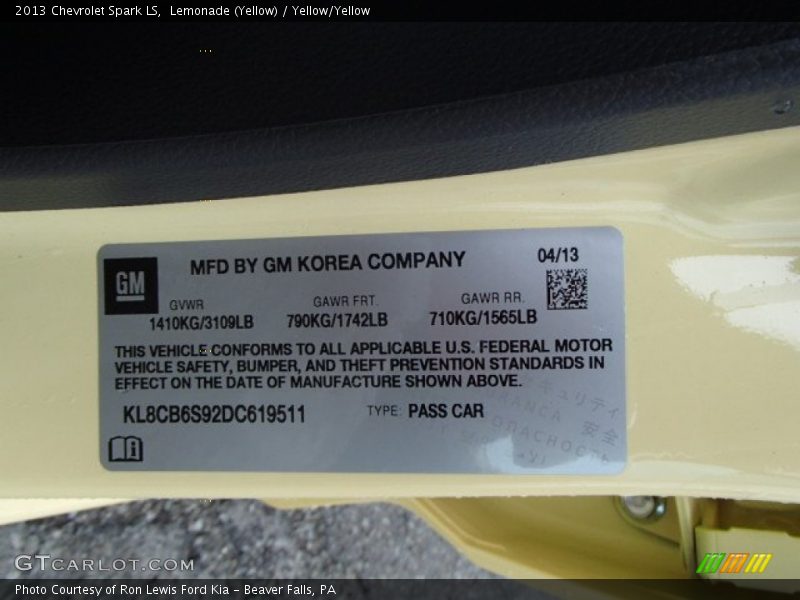 2013 Chevrolet Spark LS,  Lemonade (Yellow) / Yellow/Yellow
GM
MFD BY GM KOREA COMPANY
04/13
GVWR
GAWR FRT.
GAWR RR.
1410KG/3109LB
790KG/1742LB
710KG/1565LB
THIS VEHICLE CONFORMS TO ALL APPLICABLE U.S. FEDERAL MOTOR
VEHICLE SAFETY, BUMPER, AND THEFT PREVENTION STANDARDS IN
EFFECT ON THE DATE OF MANUFACTURE SHOWN ABOVE.
KL8CB6S92DC619511
TYPE: PASS CAR
安全
GTCARLOT.COM
Photo Courtesy of Ron Lewis Ford Kia - Beaver Falls, PA